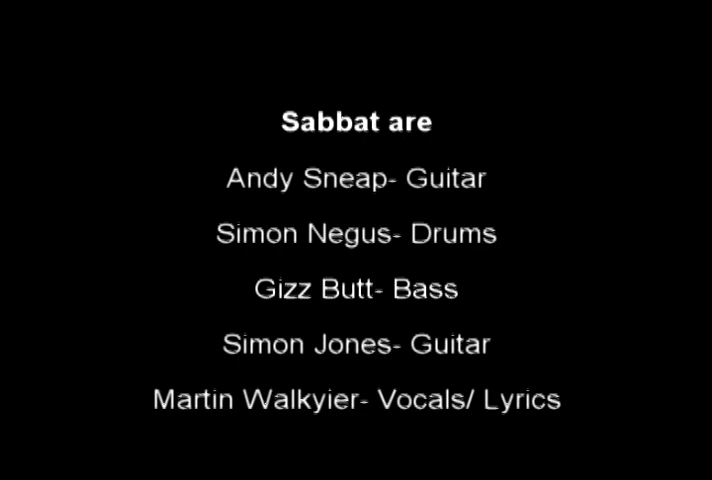 Sabbat are
Andy Sneap- Guitar
Simon Negus- Drums
Gizz Butt- Bass
Simon Jones- Guitar
Martin Walkyier- Vocals/ Lyrics